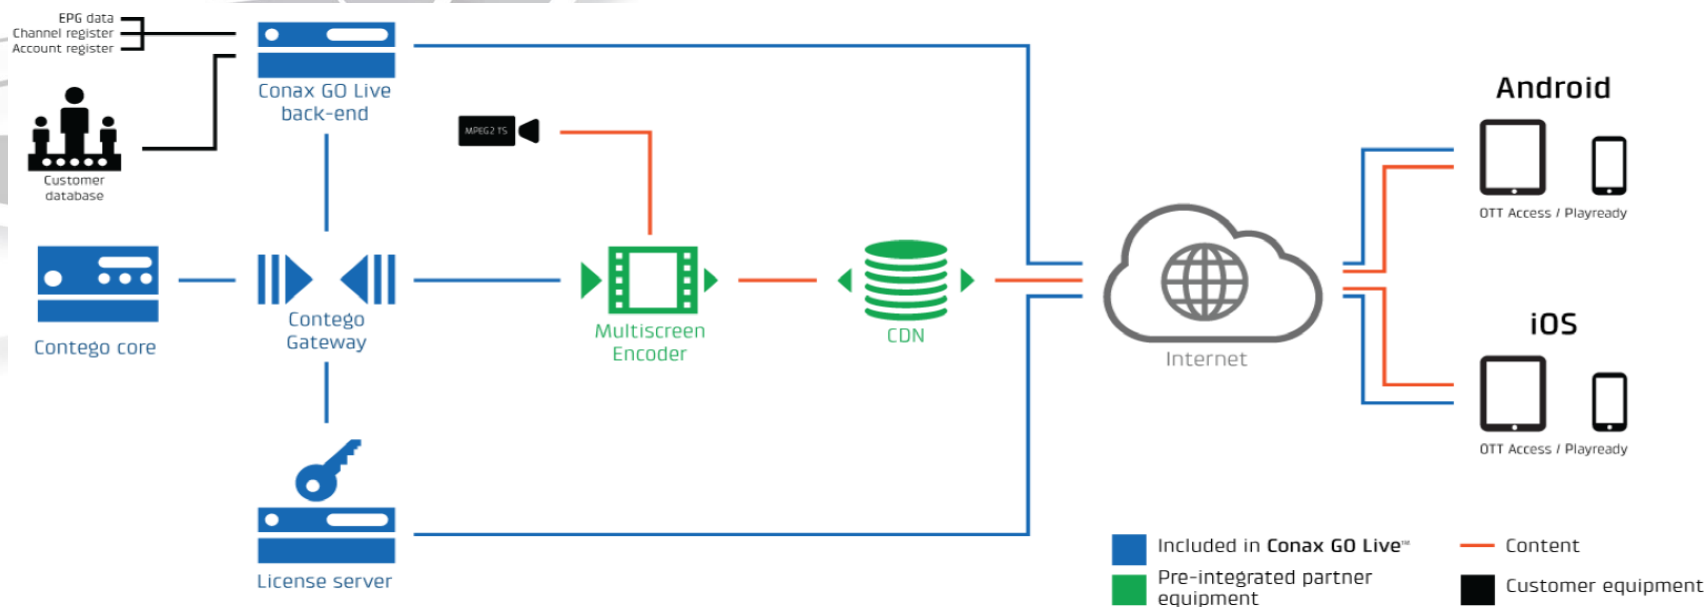 EPG data
Channel register
Account register
Conax GO Live
back-end
MPEG2 TS
Customer
database
Contego core
Contego
Gateway
Multiscreen
Encoder
CDN
Internet
Android
OTT Access / Playready
iOS
OTT Access / Playready
License server
Included in Conax GO Live™
Pre-integrated partner
equipment
Content
Customer equipment